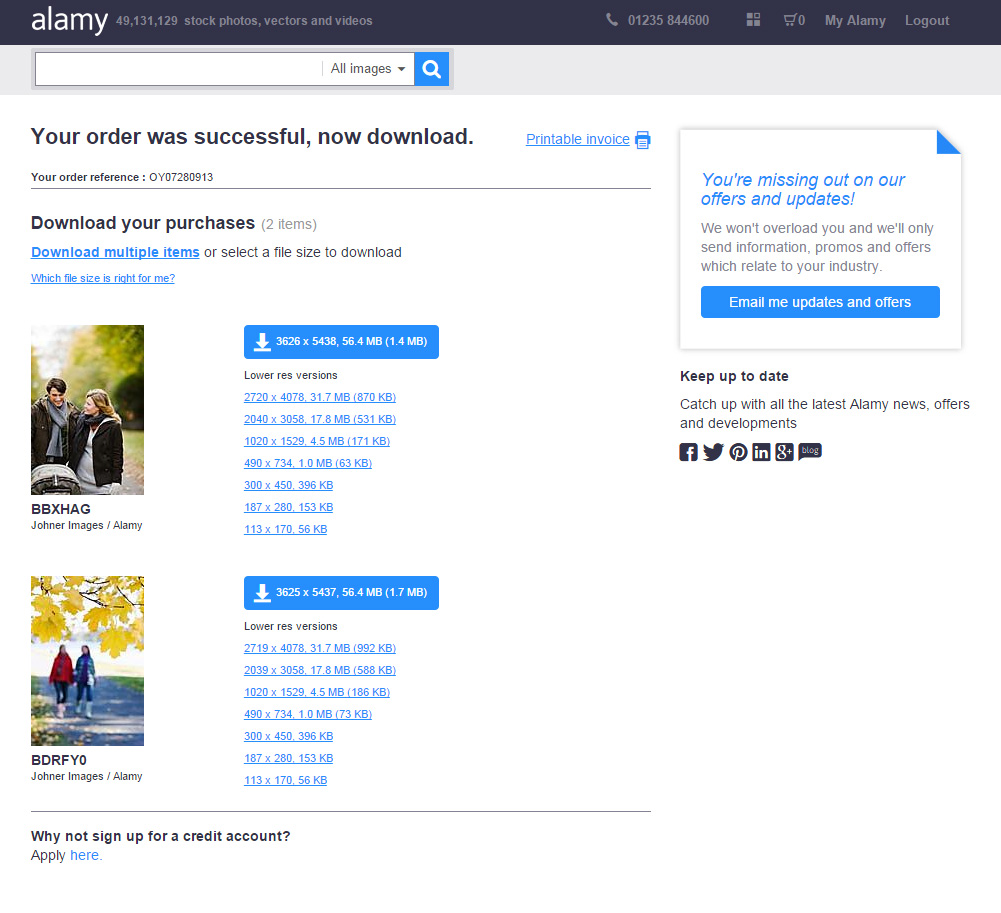 alamy 49,131,129 stock photos, vectors and videos
01235 844600
0
My Alamy
Logout
All images
Your order was successful, now download.
Printable invoice
Your order reference : OY07280913
Download your purchases (2 items)
Download multiple items or select a file size to download
Which file size is right for me?
3626 x 5438, 56.4 MB (1.4 MB)
Lower res versions
2720 x 4078, 31.7 MB (870 KB)
2040 x 3058, 17.8 MB (531 KB)
1020 x 1529, 4.5 MB (171 KB)
490 x 734, 1.0 MB (63 KB)
300 x 450, 396 KB
187 x 280, 153 KB
113 x 170, 56 KB
BBXHAG
Johner Images / Alamy
3625 x 5437, 56.4 MB (1.7 MB)
Lower res versions
2719 x 4078, 31.7 MB (992 KB)
2039 x 3058, 17.8 MB (588 KB)
1020 x 1529, 4.5 MB (186 KB)
490 x 734, 1.0 MB (73 KB)
300 x 450, 396 KB
187 x 280, 153 KB
113 x 170, 56 KB
BDRFY0
Johner Images / Alamy
Why not sign up for a credit account?
Apply here.
You're missing out on our
offers and updates!
We won't overload you and we'll only
send information, promos and offers
which relate to your industry.
Email me updates and offers
Keep up to date
Catch up with all the latest Alamy news, offers
and developments
blog